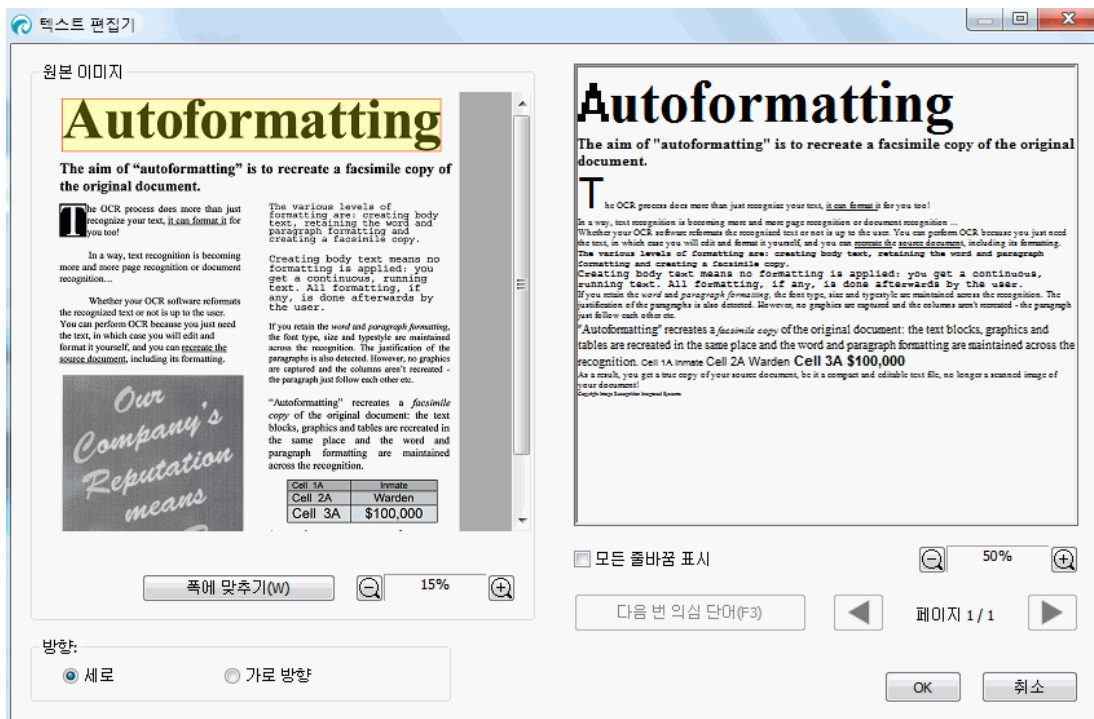 텍스트 편집기
원본 이미지
Autoformatting
The aim of “autoformatting” is to recreate a facsimile copy of
the original document.
The OCR process does more than just
recognize your text, it can format it for
you too!
In a way, text recognition is becoming
more and more page recognition or document
recognition...
Whether your OCR software reformats
the recognized text or not is up to the user.
You can perform OCR because you just need
the text, in which case you will edit and
format it yourself, and you can recreate the
source document, including its formatting.
Our
Company's
Reputation
means
The various levels of
formatting are: creating body
text, retaining the word and
paragraph formatting and
creating a facsimile copy.
Creating body text means no
formatting is applied: you
get a continuous, running
text. All formatting, if
any, is done afterwards by
the user.
If you retain the word and paragraph formatting,
the font type, size and typestyle are maintained
across the recognition. The justification of the
paragraphs is also detected. However, no graphics
are captured and the columns aren't recreated -
the paragraph just follow each other etc.
“Autoformatting” recreates a facsimile
copy of the original document: the text
blocks, graphics and tables are recreated in
the same place and the word and
paragraph formatting are maintained
across the recognition.
Cell 1A Inmate
Cell 2A Warden
Cell 3A $100,000
폭에 맞추기(W)
15%
방향:
세로
가로 방향
Autoformatting
The aim of "autoformatting" is to recreate a facsimile copy of the original
document.
T he OCR process does more than just recognize your text, it can format it for you too!
In a way, text recognition is becoming more and more page recognition or document recognition ...
Whether your OCR software reformats the recognized text or not is up to the user. You can perform OCR because you just need
the text, in which case you will edit and format it yourself, and you can recreate the source document, including its formatting.
The various levels of formatting are: creating body text, retaining the word and paragraph
formatting and creating a facsimile copy.
Creating body text means no formatting is applied: you get a continuous,
running text. All formatting, if any, is done afterwards by the user.
If you retain the word and paragraph formatting, the font type, size and typestyle are maintained across the recognition. The
justification of the paragraphs is also detected. However, no graphics are captured and the columns aren't recreated - the paragraph
just follow each other etc.
"Autoformatting" recreates a facsimile copy of the original document: the text blocks, graphics and
tables are recreated in the same place and the word and paragraph formatting are maintained across the
recognition. Cell 1A Inmate Cell 2A Warden Cell 3A $100,000
As a result, you get a true copy of your source document, be it a compact and editable text file, no longer a scanned image of
your document!
Copyright Image Recognition Integrated Systems
모든 줄바꿈 표시
50%
다음 번 의심 단어(F3)
페이지 1 / 1
OK
취소